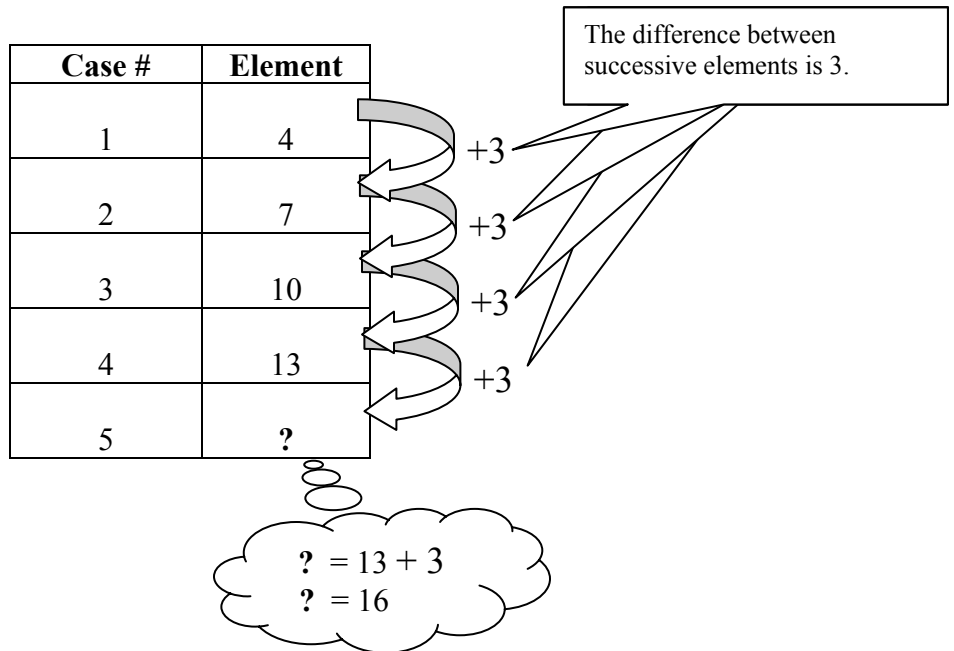 The difference between
successive elements is 3.
Case # Element
1 4
+3
2 7
+3
3 10
+3
4 13
+3
5 ?
? = 13 + 3
? = 16